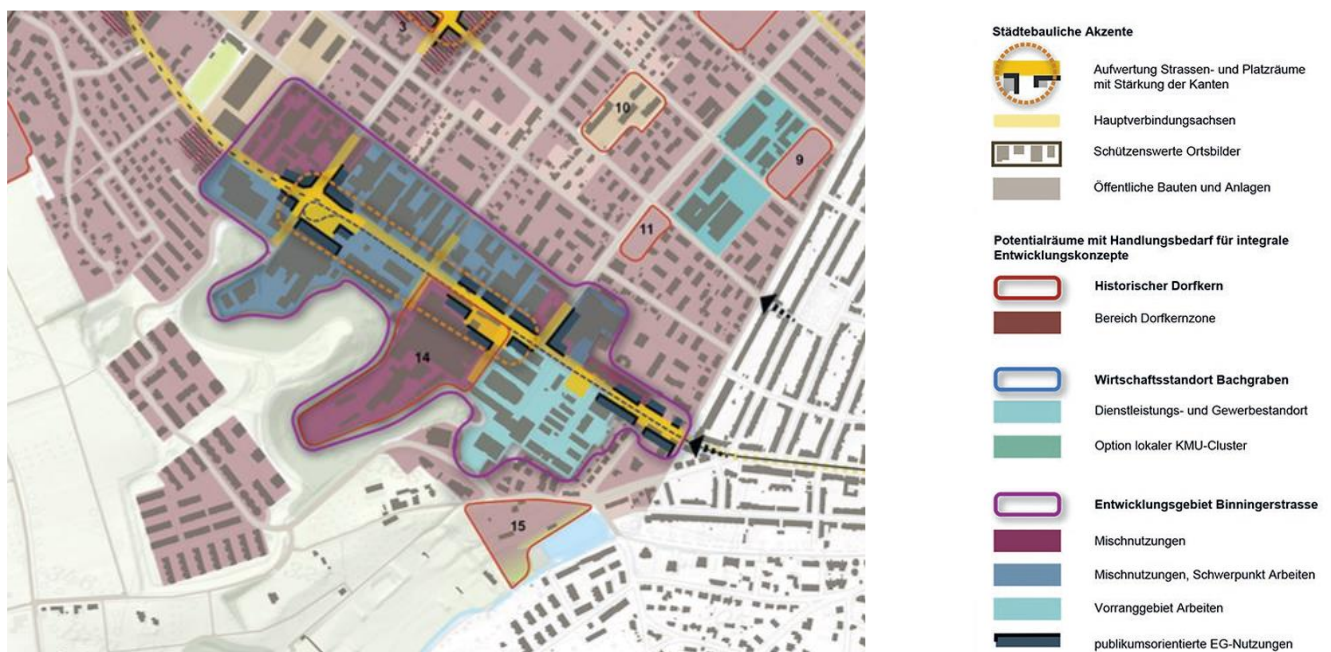 3
10
9
11
14
15
Städtebauliche Akzente
Aufwertung Strassen- und Platzräume
mit Stärkung der Kanten
Hauptverbindungsachsen
Schützenswerte Ortsbilder
Öffentliche Bauten und Anlagen
Potentialräume mit Handlungsbedarf für integrale
Entwicklungskonzepte
Historischer Dorfkern
Bereich Dorfkernzone
Wirtschaftsstandort Bachgraben
Dienstleistungs- und Gewerbestandort
Option lokaler KMU-Cluster
Entwicklungsgebiet Binningerstrasse
Mischnutzungen
Mischnutzungen, Schwerpunkt Arbeiten
Vorranggebiet Arbeiten
publikumsorientierte EG-Nutzungen